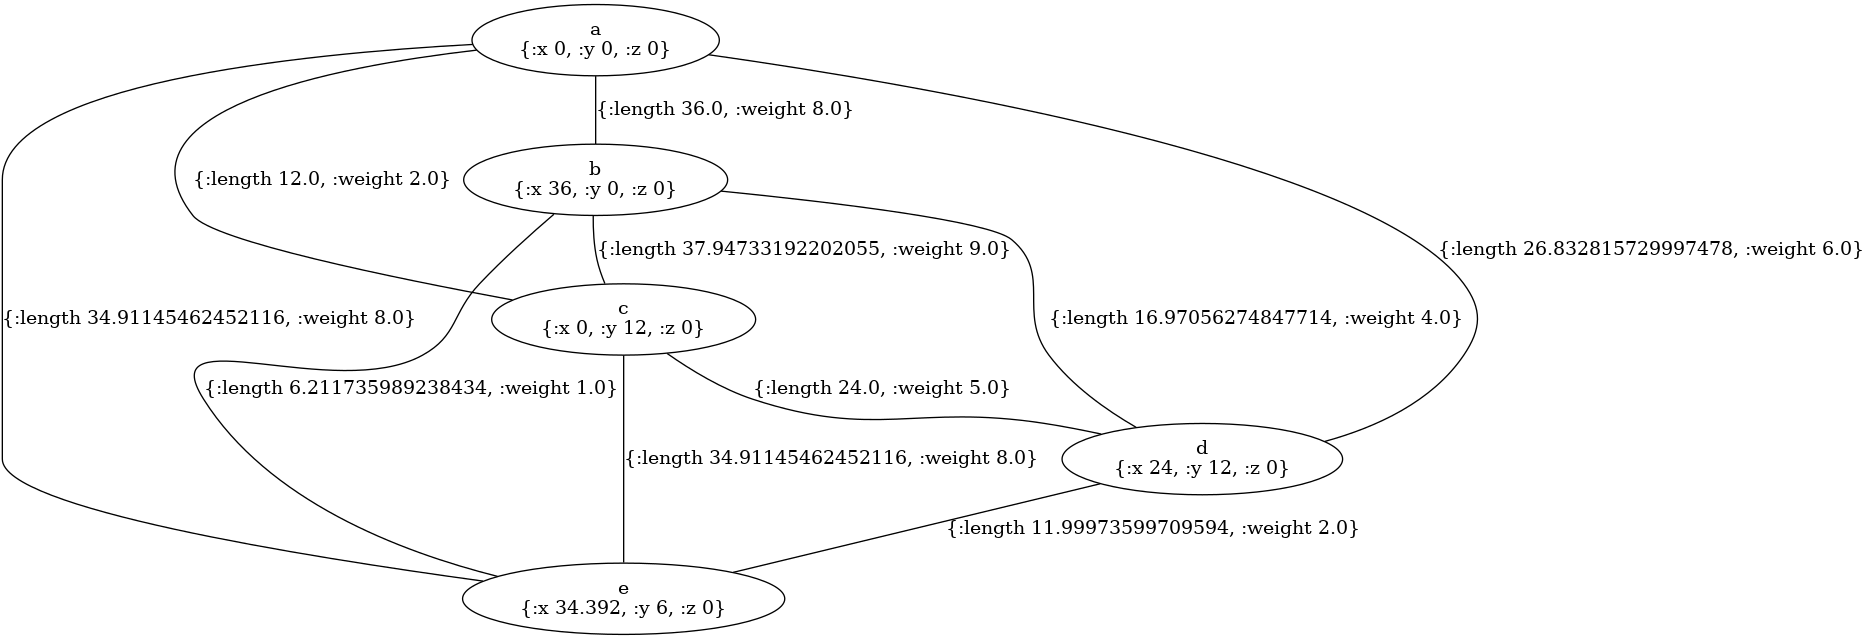 a
{:x 0, :y 0, :z 0}
{:length 36.0, :weight 8.0}
b
{:x 36, :y 0, :z 0}
{:length 12.0, :weight 2.0}
{:length 37.94733192202055, :weight 9.0}
{:length 26.832815729997478, :weight 6.0}
c
{:x 0, :y 12, :z 0}
{:length 34.91145462452116, :weight 8.0}
{:length 16.97056274847714, :weight 4.0}
{:length 6.211735989238434, :weight 1.0}
{:length 24.0, :weight 5.0}
d
{:x 24, :y 12, :z 0}
{:length 34.91145462452116, :weight 8.0}
{:length 11.99973599709594, :weight 2.0}
e
{:x 34.392, :y 6, :z 0}